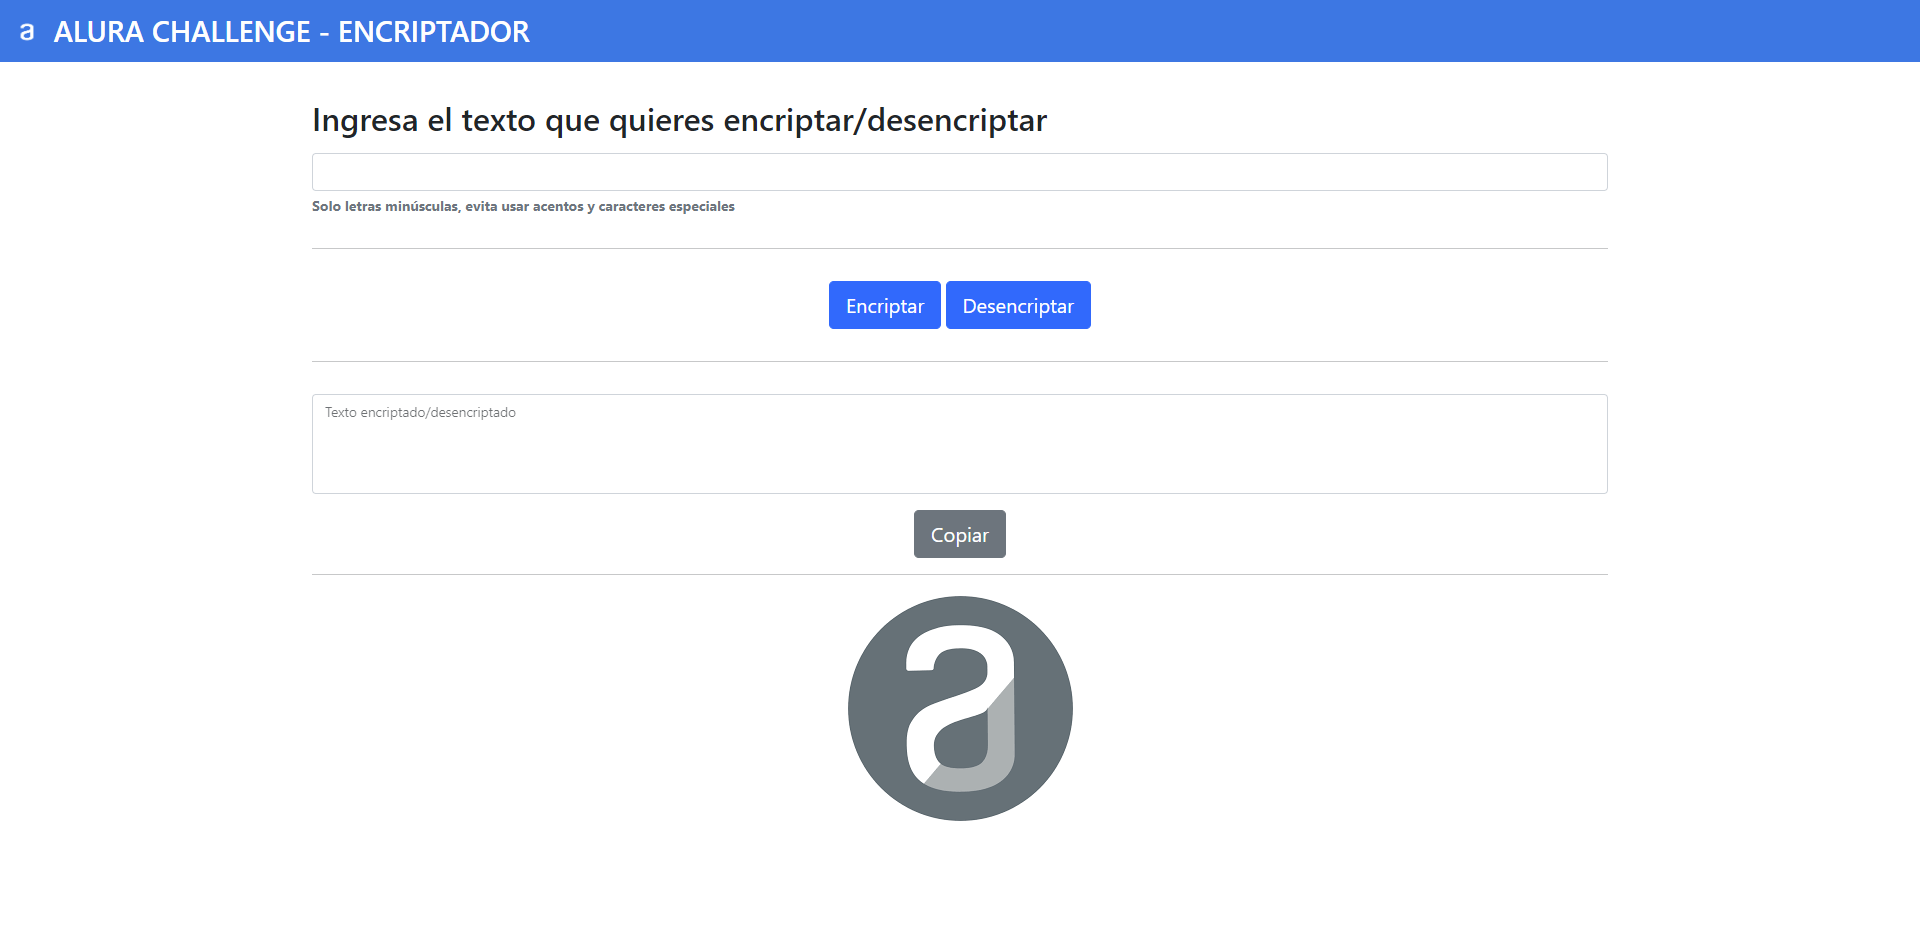 a ALURA CHALLENGE - ENCRIPTADOR
Ingresa el texto que quieres encriptar/desencriptar
Solo letras minúsculas, evita usar acentos y caracteres especiales
Encriptar Desencriptar
Texto encriptado/desencriptado
Copiar
a